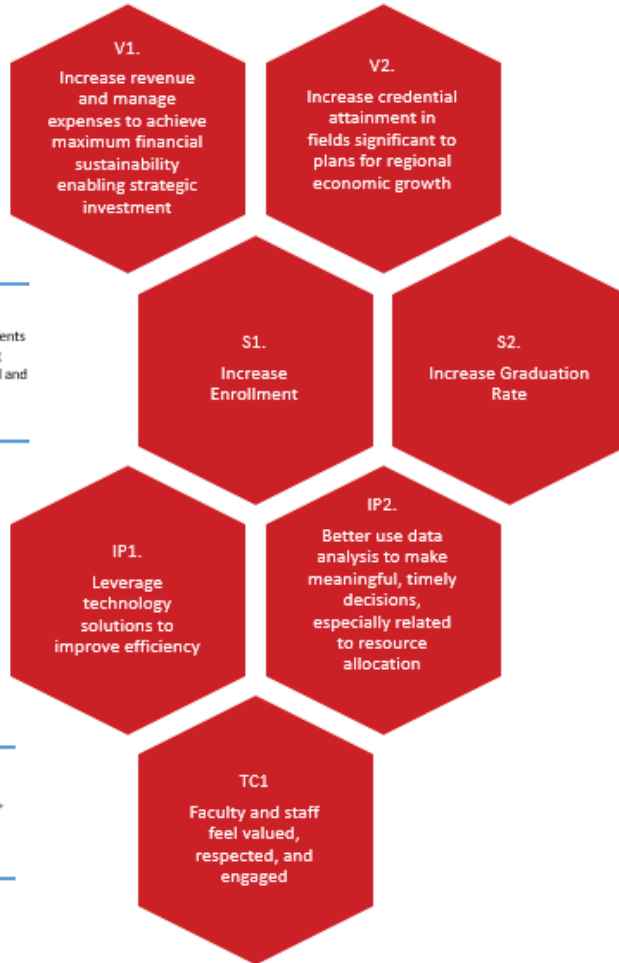 V1.
Increase revenue
and manage
expenses to achieve
maximum financial
sustainability
enabling strategic
investment
V2.
Increase credential
attainment in
fields significant to
plans for regional
economic growth
ents
l and
S1.
Increase
Enrollment
S2.
Increase Graduation
Rate
IP1.
Leverage
technology
solutions to
improve efficiency
IP2.
Better use data
analysis to make
meaningful, timely
decisions,
especially related
to resource
allocation
TC1
Faculty and staff
feel valued,
respected, and
engaged